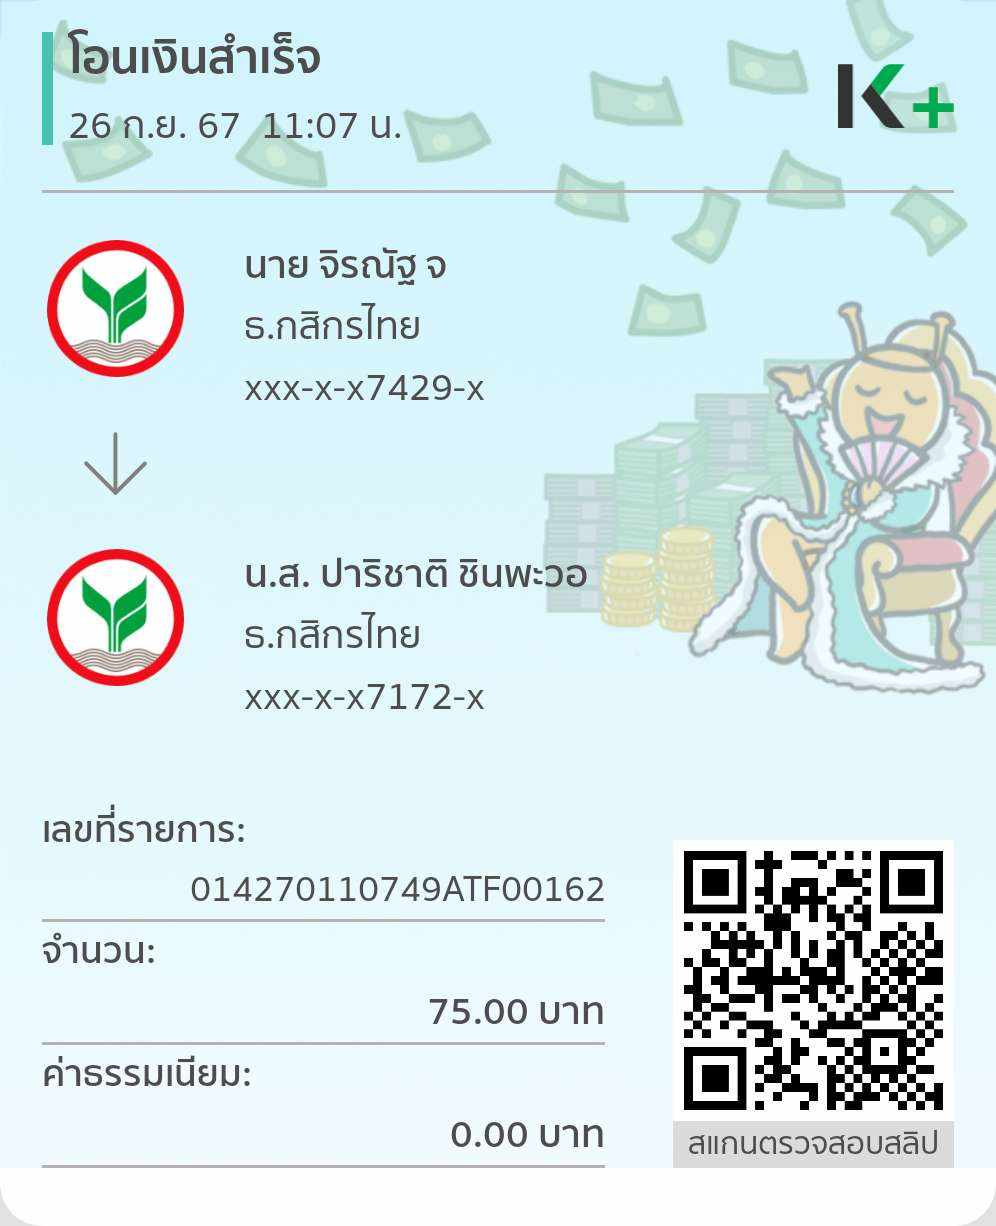 โอนเงินสำเร็จ
26 ก.ย. 67 11:07 น.
K+
นาย จิรณัฐ จ
ธ.กสิกรไทย
xxx-x-x7429-x
น.ส. ปาริชาติ ชินพะวอ
ธ.กสิกรไทย
xxx-x-x7172-x
เลขที่รายการ:
014270110749ATF00162
จำนวน:
75.00 บาท
ค่าธรรมเนียม:
0.00 บาท
สแกนตรวจสอบสลิป